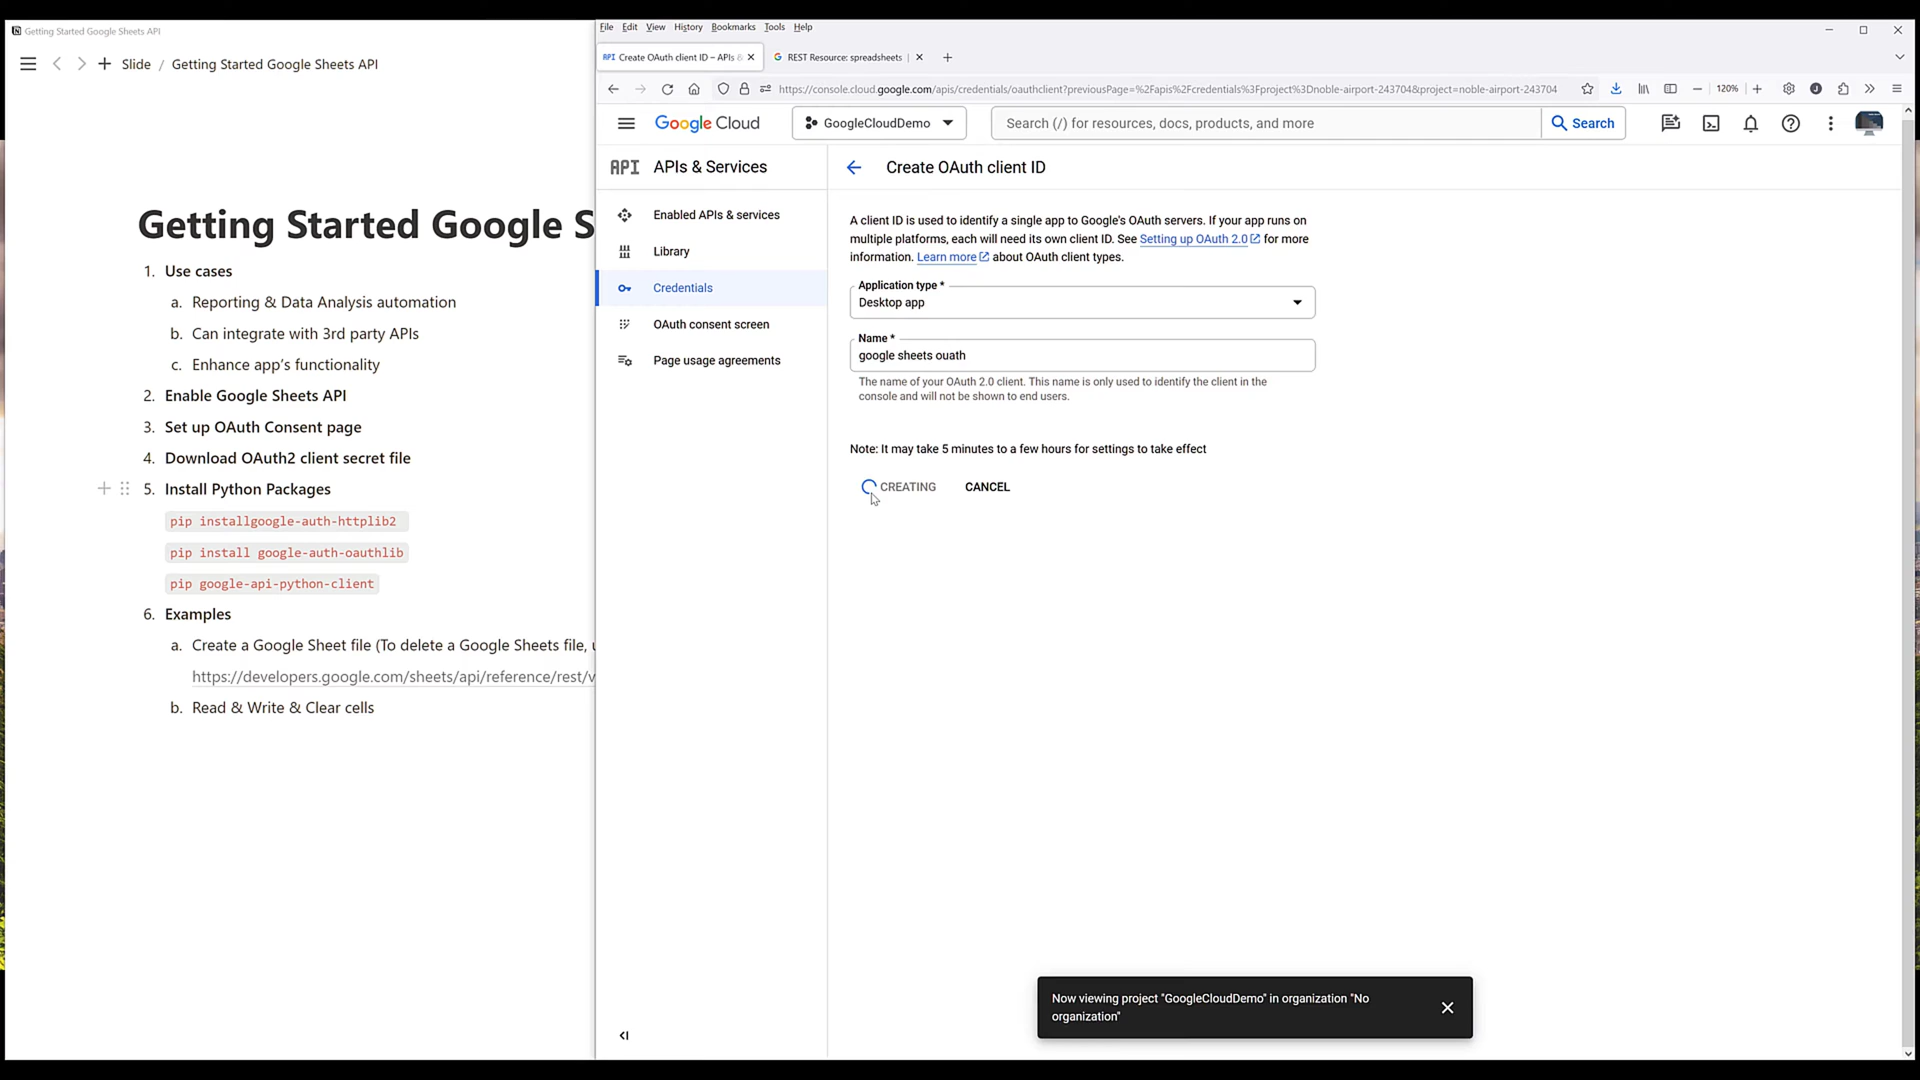 Getting Started Google Sheets API
Slide / Getting Started Google Sheets API
Getting Started Google S
1. Use cases
a. Reporting & Data Analysis automation
b. Can integrate with 3rd party APIs
c. Enhance app's functionality
2. Enable Google Sheets API
3. Set up OAuth Consent page
4. Download OAuth2 client secret file
5. Install Python Packages
pip installgoogle-auth-httplib2
pip install google-auth-oauthlib
pip google-api-python-client
6. Examples
a. Create a Google Sheet file (To delete a Google Sheets file, u
https://developers.google.com/sheets/api/reference/rest/v
b. Read & Write & Clear cells
File Edit View History Bookmarks Tools Help
API Create OAuth client ID – APIs &
REST Resource: spreadsheets
https://console.cloud.google.com/apis/credentials/oauthclient?previousPage=%2Fapis%2Fcredentials%3Fproject%3Dnoble-airport-243704&project=noble-airport-243704
120%
Google Cloud
GoogleCloudDemo
Search (/) for resources, docs, products, and more
Search
API APIs & Services
Enabled APIs & services
Library
Credentials
OAuth consent screen
Page usage agreements
Create OAuth client ID
A client ID is used to identify a single app to Google's OAuth servers. If your app runs on
multiple platforms, each will need its own client ID. See Setting up OAuth 2.0 for more
information. Learn more about OAuth client types.
Application type *
Desktop app
Name *
google sheets ouath
The name of your OAuth 2.0 client. This name is only used to identify the client in the
console and will not be shown to end users.
Note: It may take 5 minutes to a few hours for settings to take effect
CREATING CANCEL
Now viewing project "GoogleCloudDemo" in organization "No
organization"